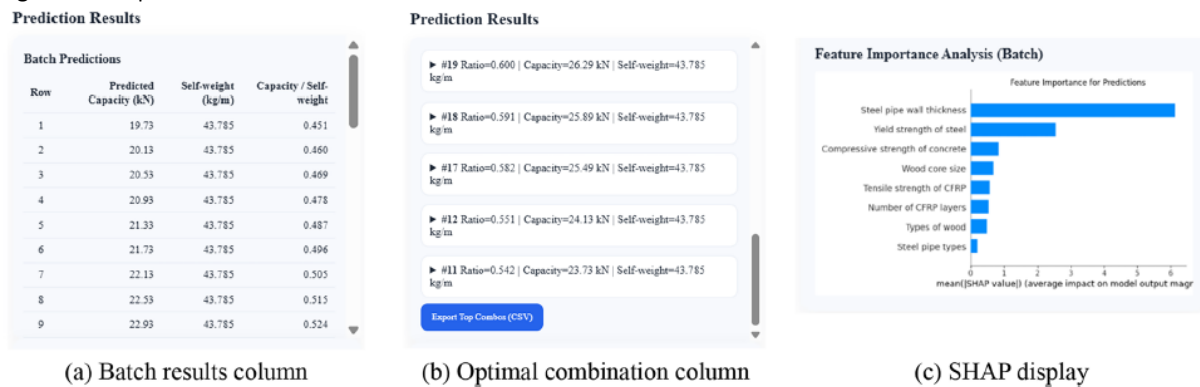 Prediction Results
Batch Predictions
Row Predicted Capacity (kN) Self-weight (kg/m) Capacity / Self-weight
1 19.73 43.785 0.451
2 20.13 43.785 0.460
3 20.53 43.785 0.469
4 20.93 43.785 0.478
5 21.33 43.785 0.487
6 21.73 43.785 0.496
7 22.13 43.785 0.505
8 22.53 43.785 0.515
9 22.93 43.785 0.524
(a) Batch results column
Prediction Results
▶ #19 Ratio=0.600 | Capacity=26.29 kN | Self-weight=43.785
kg/m
▶ #18 Ratio=0.591 | Capacity=25.89 kN | Self-weight=43.785
kg/m
▶ #17 Ratio=0.582 | Capacity=25.49 kN | Self-weight=43.785
kg/m
▶ #12 Ratio=0.551 | Capacity=24.13 kN | Self-weight=43.785
kg/m
▶ #11 Ratio=0.542 | Capacity=23.73 kN | Self-weight=43.785
kg/m
Export Top Combos (CSV)
(b) Optimal combination column
Feature Importance Analysis (Batch)
Feature Importance for Predictions
Steel pipe wall thickness
Yield strength of steel
Compressive strength of concrete
Wood core size
Tensile strength of CFRP
Number of CFRP layers
Types of wood
Steel pipe types
0 1 2 3 4 5 6
mean(|SHAP value|) (average impact on model output magr
(c) SHAP display